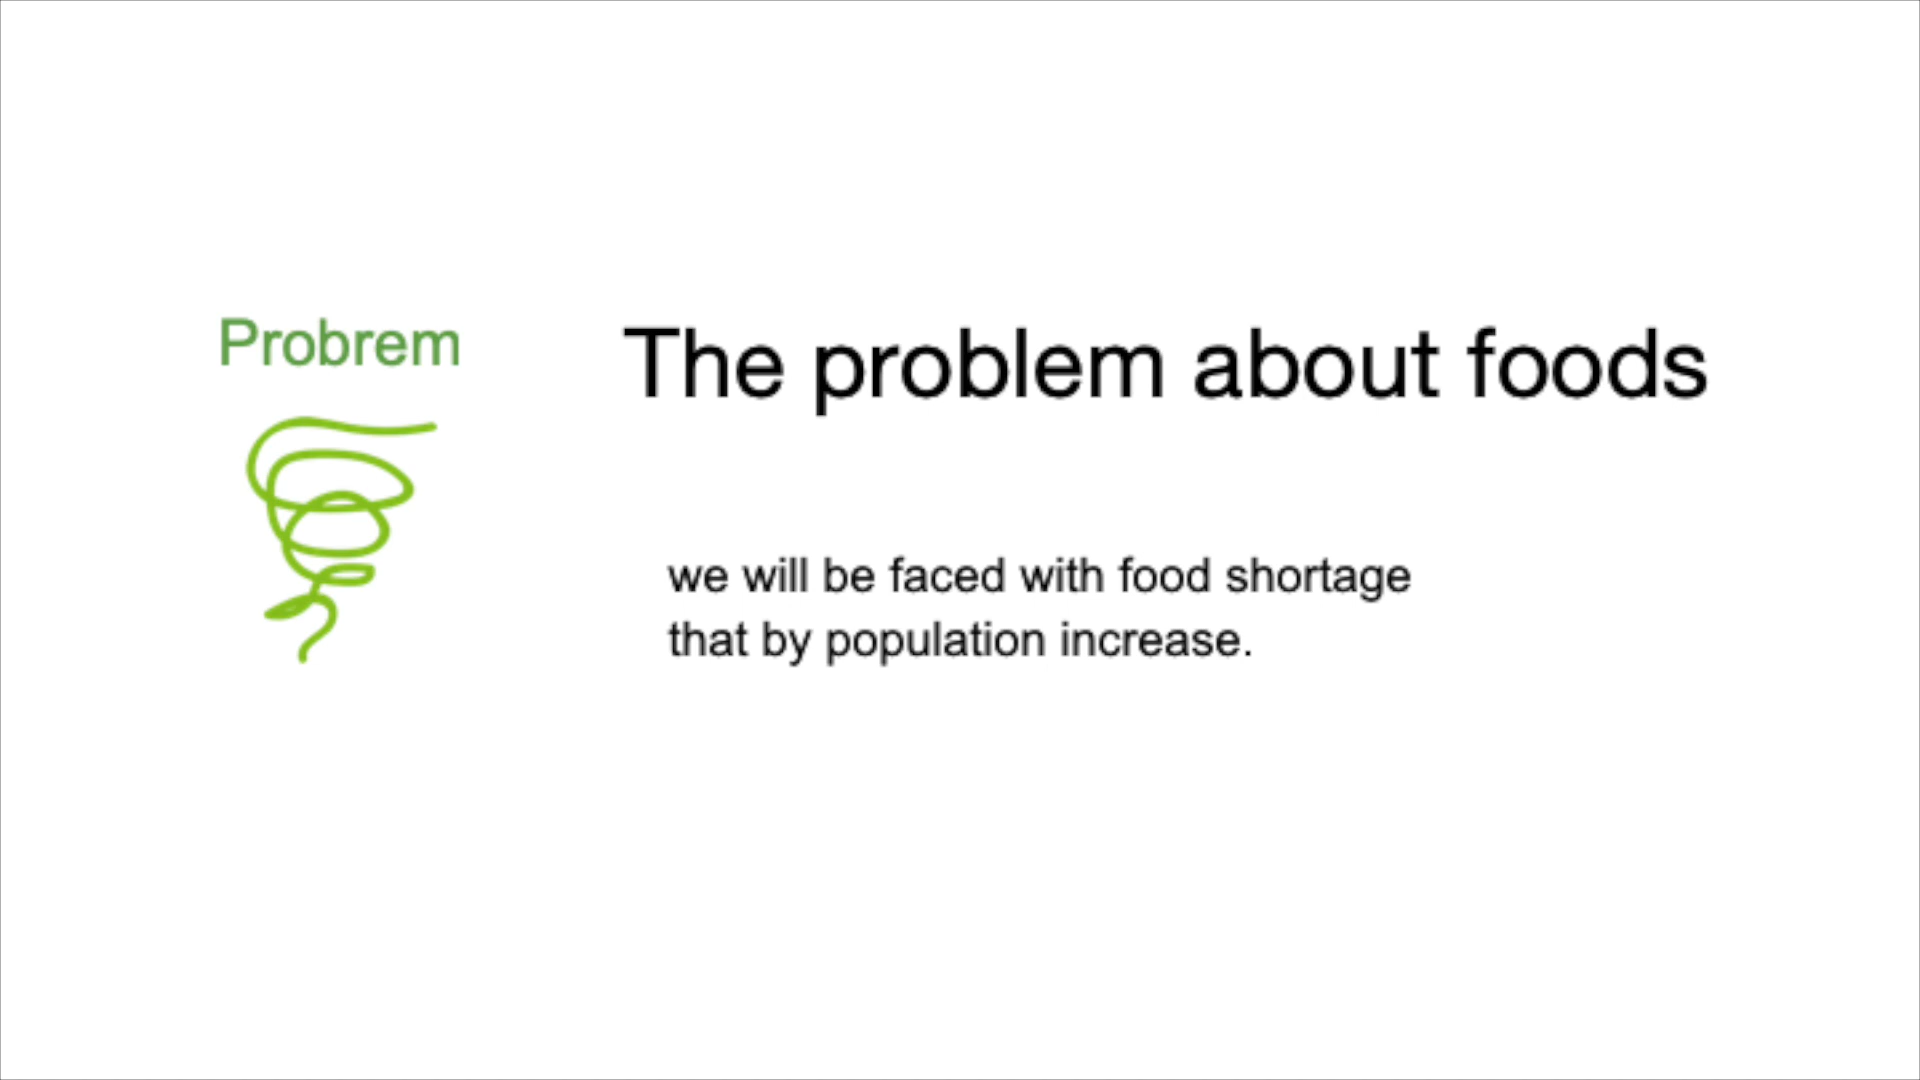 Probrem
The problem about foods
we will be faced with food shortage
that by population increase.